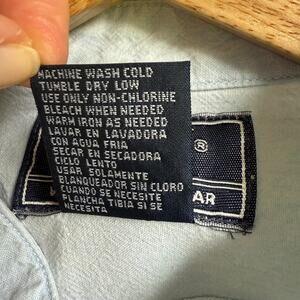 MACHINE WASH COLD
TUMBLE DRY LOW
USE ONLY NON-CHLORINE
BLEACH WHEN NEEDED
WARM IRON AS NEEDED
LAVAR EN LAVADORA
CON AGUA FRIA
SECAR EN SECADORA
CICLO LENTO
USAR SOLAMENTE
BLANQUEADOR SIN CLORO
CUANDO SE NECESITE
PLANCHA TIBIA SI SE
NECESITA
®
AR